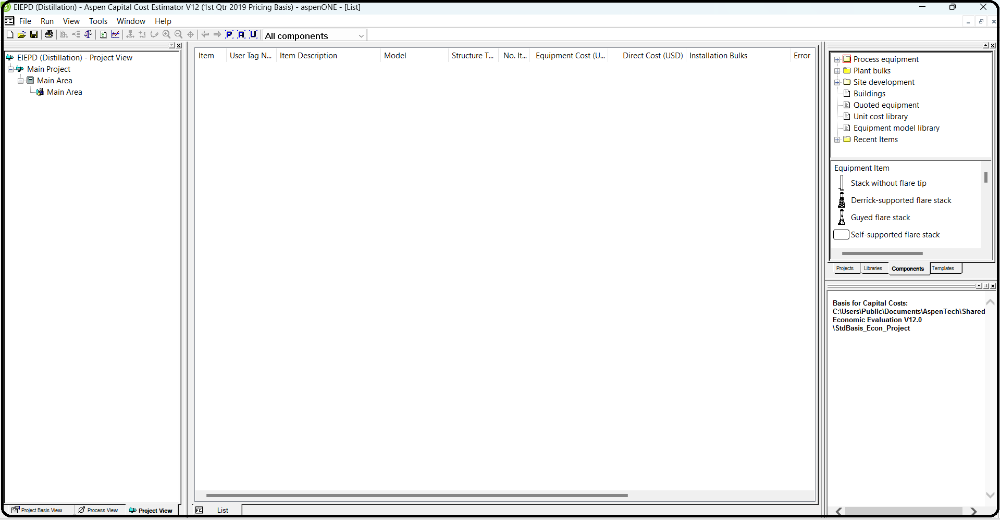 EIEPD (Distillation) - Aspen Capital Cost Estimator V12 (1st Qtr 2019 Pricing Basis) - aspenONE - [List]
File Run View Tools Window Help
P A U All components
EIEPD (Distillation) - Project View
Main Project
Main Area
Main Area
Item User Tag N... Item Description Model Structure T... No. It... Equipment Cost (U... Direct Cost (USD) Installation Bulks Error
Process equipment
Plant bulks
Site development
Buildings
Quoted equipment
Unit cost library
Equipment model library
Recent Items
Equipment Item
Stack without flare tip
Derrick-supported flare stack
Guyed flare stack
Self-supported flare stack
Projects Libraries Components Templates
Basis for Capital Costs:
C:\Users\Public\Documents\AspenTech\Shared
Economic Evaluation V12.0
\StdBasis_Econ_Project
Project Basis View Process View Project View
List